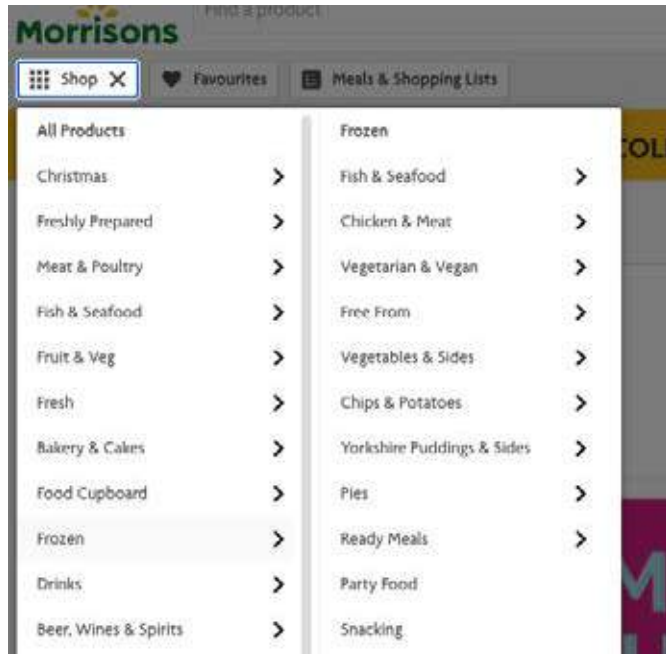 Find a product
Morrisons
Shop
Favourites
Meals & Shopping Lists
All Products
Christmas
Freshly Prepared
Meat & Poultry
Fish & Seafood
Fruit & Veg
Fresh
Bakery & Cakes
Food Cupboard
Frozen
Drinks
Beer, Wines & Spirits
Frozen
Fish & Seafood
Chicken & Meat
Vegetarian & Vegan
Free From
Vegetables & Sides
Chips & Potatoes
Yorkshire Puddings & Sides
Pies
Ready Meals
Party Food
Snacking